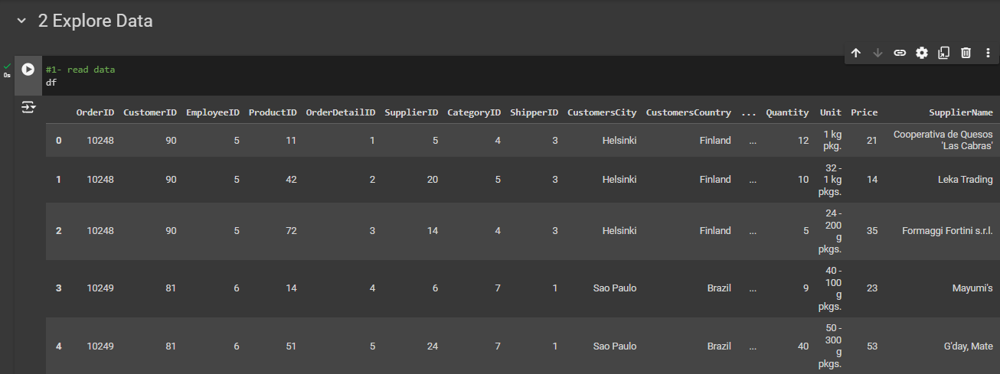 2 Explore Data
0s
#1- read data
df
OrderID CustomerID EmployeeID ProductID OrderDetailID SupplierID CategoryID ShipperID CustomersCity CustomersCountry ... Quantity Unit Price SupplierName
0 10248 90 5 11 1 5 4 3 Helsinki Finland ... 12 1 kg pkg. 21 Cooperativa de Quesos 'Las Cabras'
1 10248 90 5 42 2 20 5 3 Helsinki Finland ... 10 32 - 1 kg pkgs. 14 Leka Trading
2 10248 90 5 72 3 14 4 3 Helsinki Finland ... 5 24 - 200 g pkgs. 35 Formaggi Fortini s.r.l.
3 10249 81 6 14 4 6 7 1 Sao Paulo Brazil ... 9 40 - 100 g pkgs. 23 Mayumi's
4 10249 81 6 51 5 24 7 1 Sao Paulo Brazil ... 40 50 - 300 g pkgs. 53 G'day, Mate